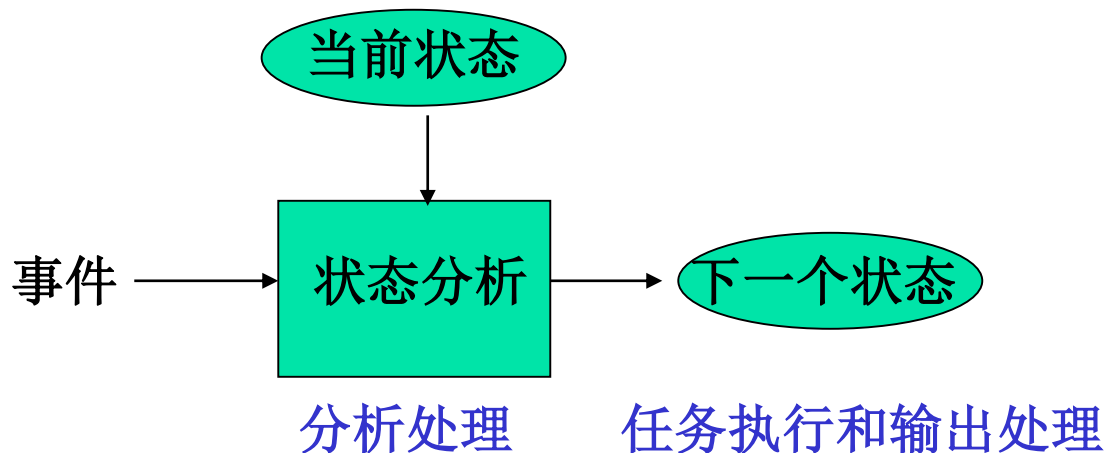 当前状态
事件
状态分析
下一个状态
分析处理
任务执行和输出处理